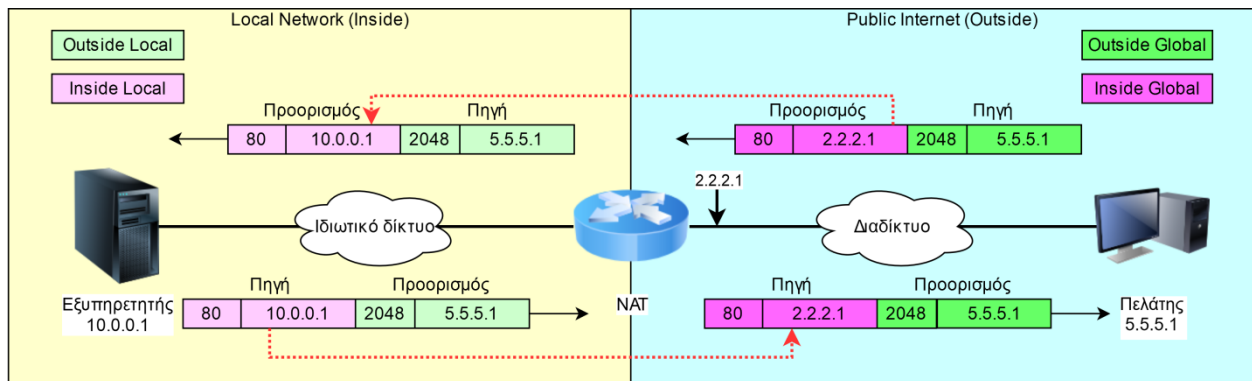 Local Network (Inside)
Public Internet (Outside)
Outside Local
Inside Local
Outside Global
Inside Global
Προορισμός Πηγή
80 10.0.0.1 2048 5.5.5.1
Προορισμός Πηγή
80 2.2.2.1 2048 5.5.5.1
2.2.2.1
Ιδιωτικό δίκτυο
Διαδίκτυο
Εξυπηρετητής
10.0.0.1
Πηγή Προορισμός
80 10.0.0.1 2048 5.5.5.1
NAT
Πηγή Προορισμός
80 2.2.2.1 2048 5.5.5.1
Πελάτης
5.5.5.1